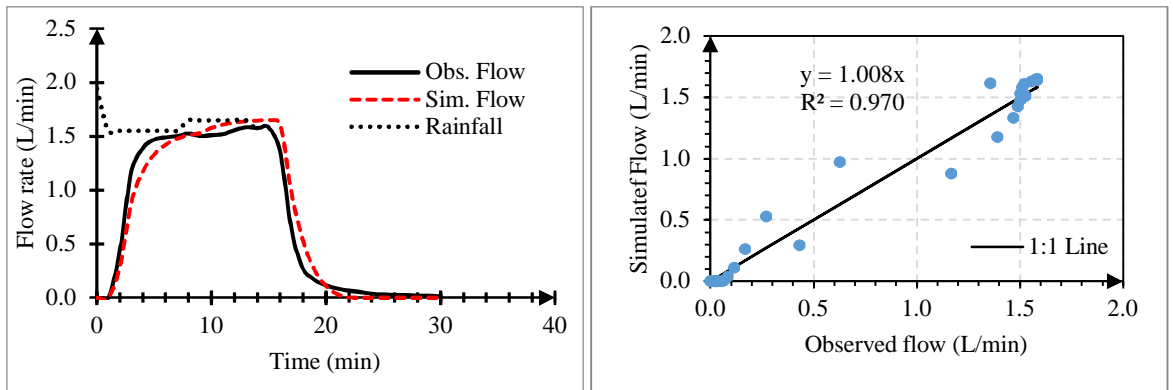 2.5
2.0
1.5
1.0
0.5
0.0
Flow rate (L/min)
Obs. Flow
Sim. Flow
Rainfall
0
10
20
30
40
Time (min)
2.0
1.5
1.0
0.5
0.0
Simulatef Flow (L/min)
y = 1.008x
R² = 0.970
1:1 Line
0.0
0.5
1.0
1.5
2.0
Observed flow (L/min)